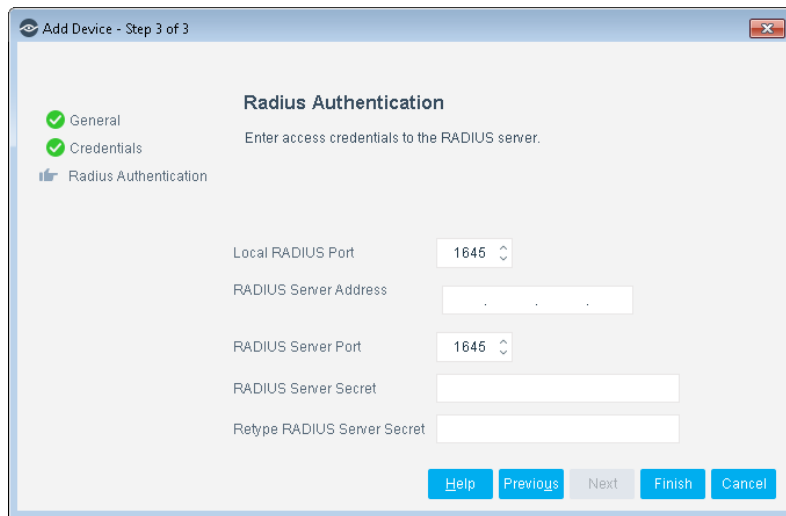 Add Device - Step 3 of 3
General
Credentials
Radius Authentication
Radius Authentication
Enter access credentials to the RADIUS server.
Local RADIUS Port 1645
RADIUS Server Address . . .
RADIUS Server Port 1645
RADIUS Server Secret
Retype RADIUS Server Secret
Help Previous Next Finish Cancel